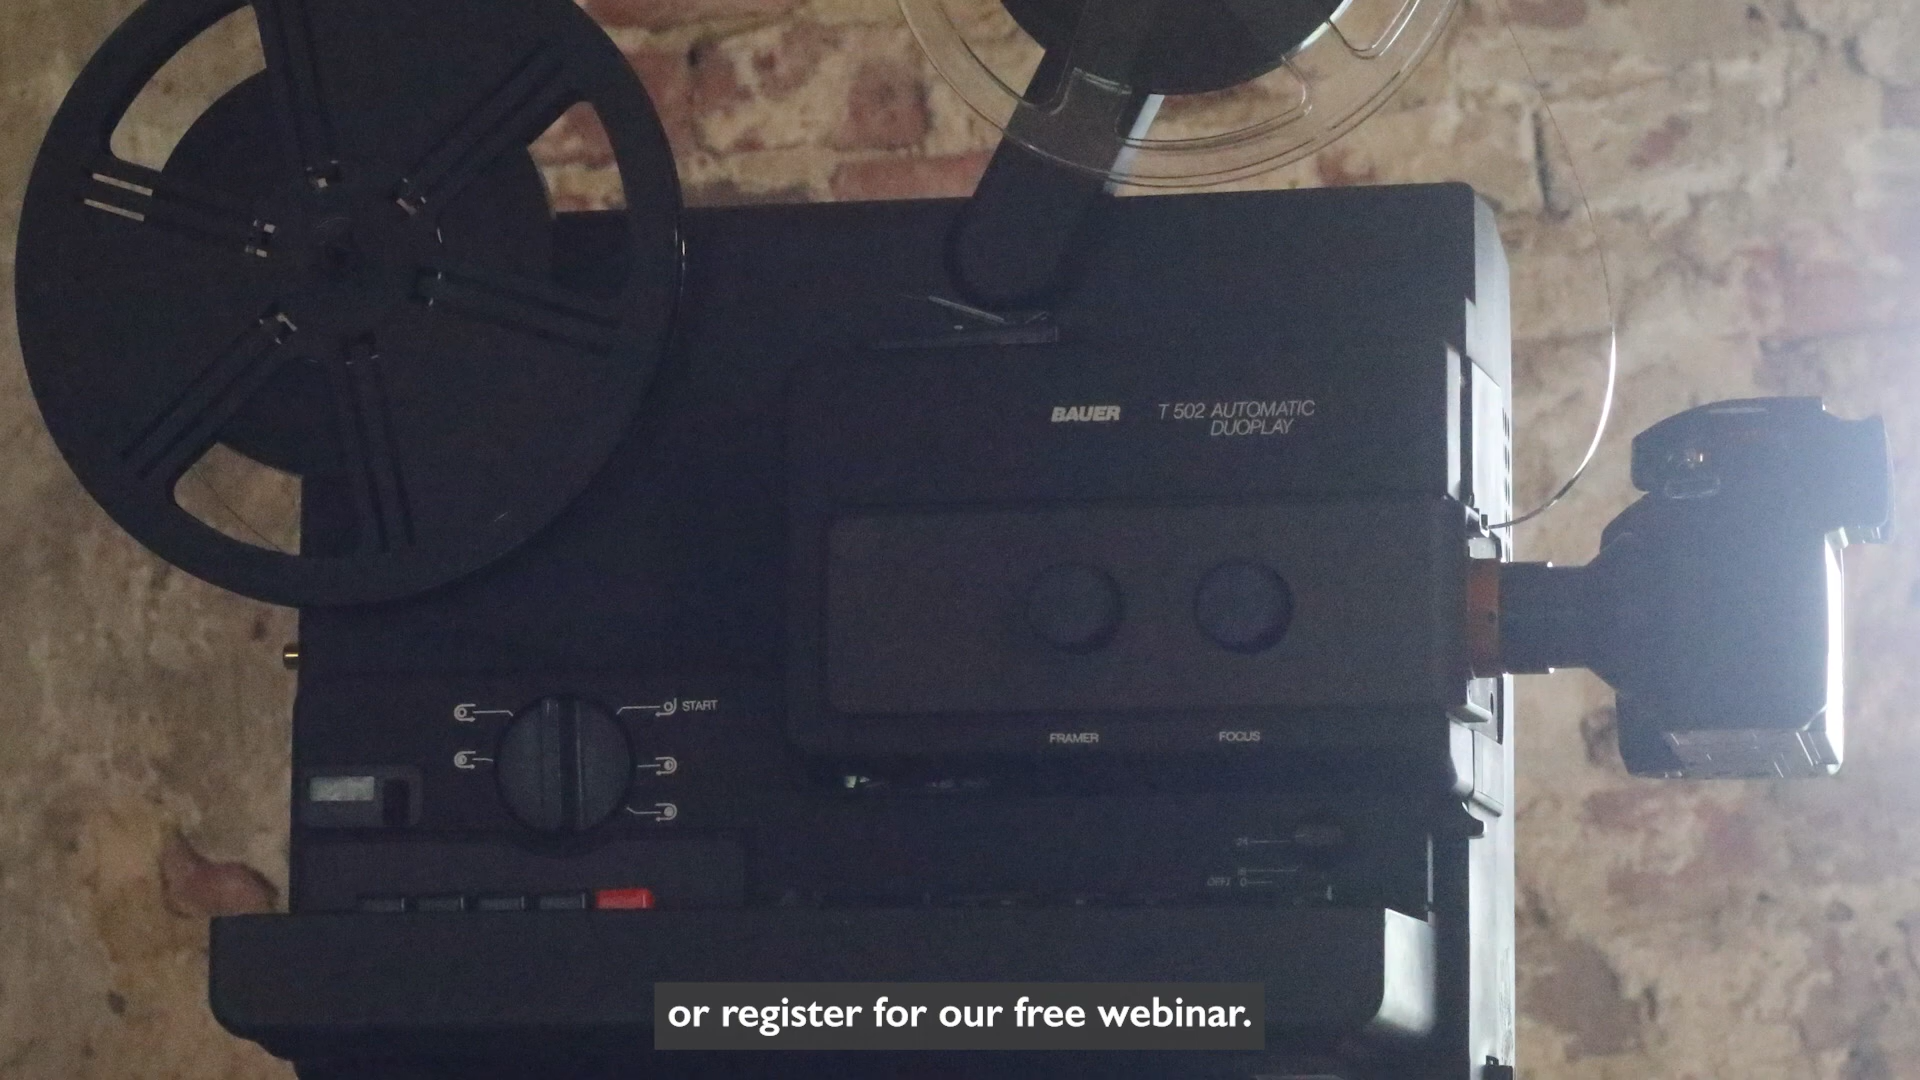 BAUER T 502 AUTOMATIC
DUOPLAY
START
FRAMER FOCUS
or register for our free webinar.